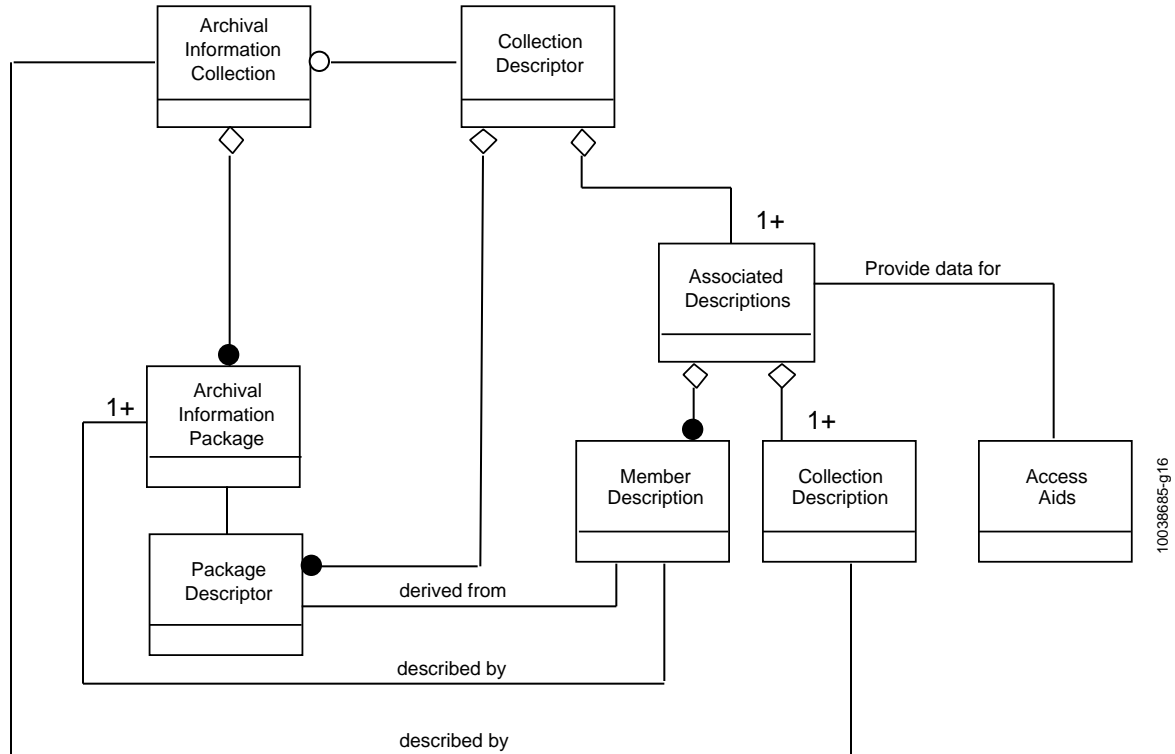 Archival
Information
Collection
Collection
Descriptor
1+
Associated
Descriptions
Provide data for
1+
Archival
Information
Package
1+
Member
Description
Collection
Description
Access
Aids
10038685-g16
Package
Descriptor
derived from
described by
described by